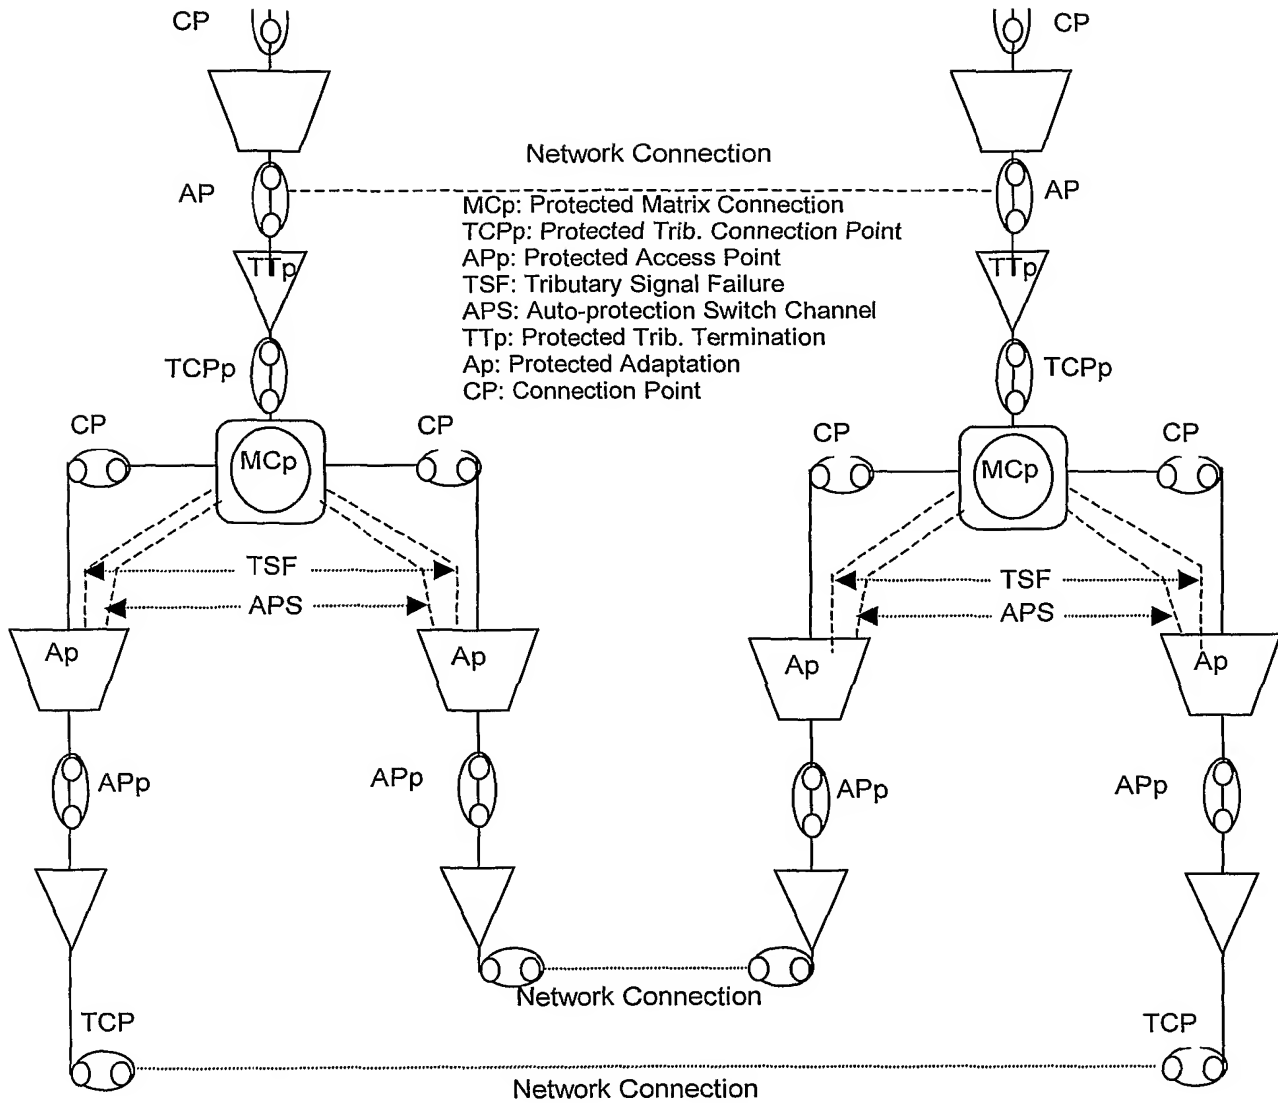 CP
CP
Network Connection
AP
AP
MCp: Protected Matrix Connection
TCPp: Protected Trib. Connection Point
APp: Protected Access Point
TSF: Tributary Signal Failure
APS: Auto-protection Switch Channel
TTp: Protected Trib. Termination
Ap: Protected Adaptation
CP: Connection Point
TTp
TTp
TCPp
TCPp
CP
CP
CP
CP
MCp
MCp
TSF
TSF
APS
APS
Ap
Ap
Ap
Ap
APp
APp
APp
APp
Network Connection
TCP
TCP
Network Connection